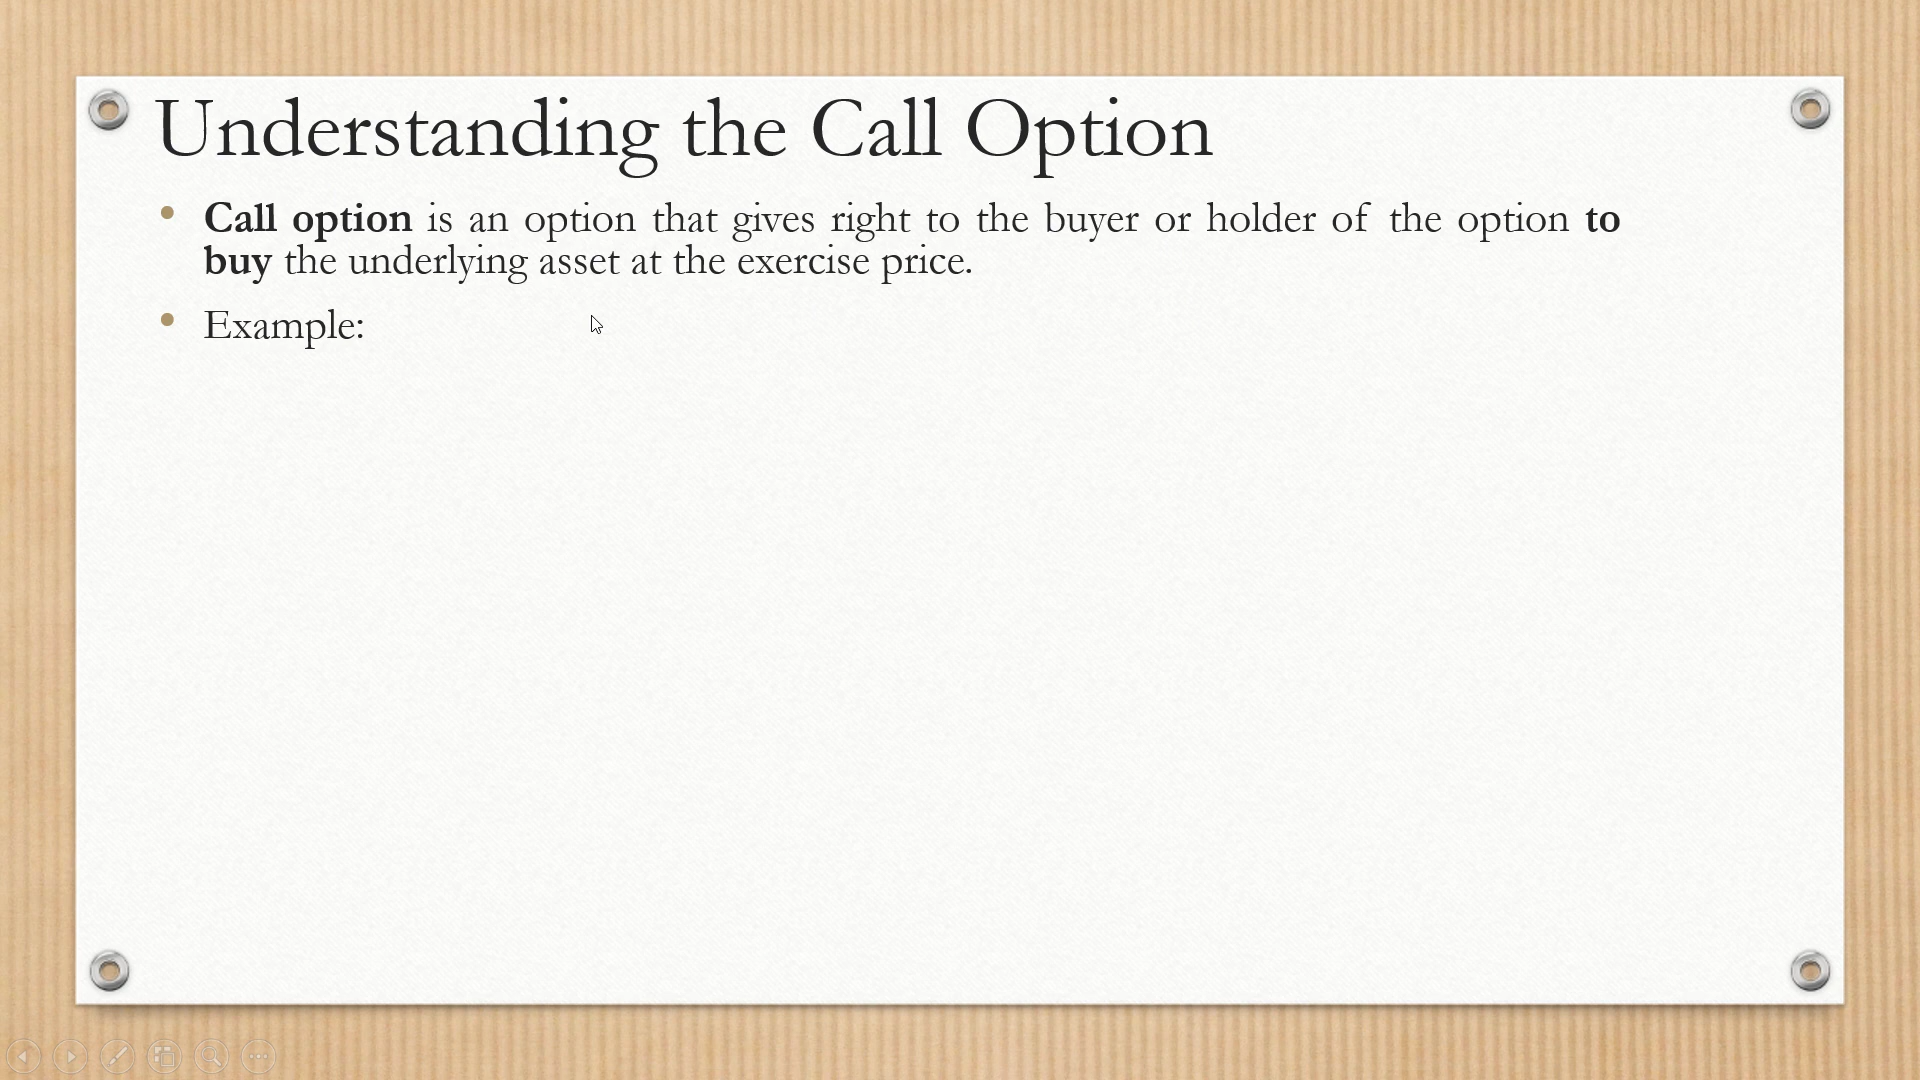 Understanding the Call Option
Call option is an option that gives right to the buyer or holder of the option to
buy the underlying asset at the exercise price.
Example: